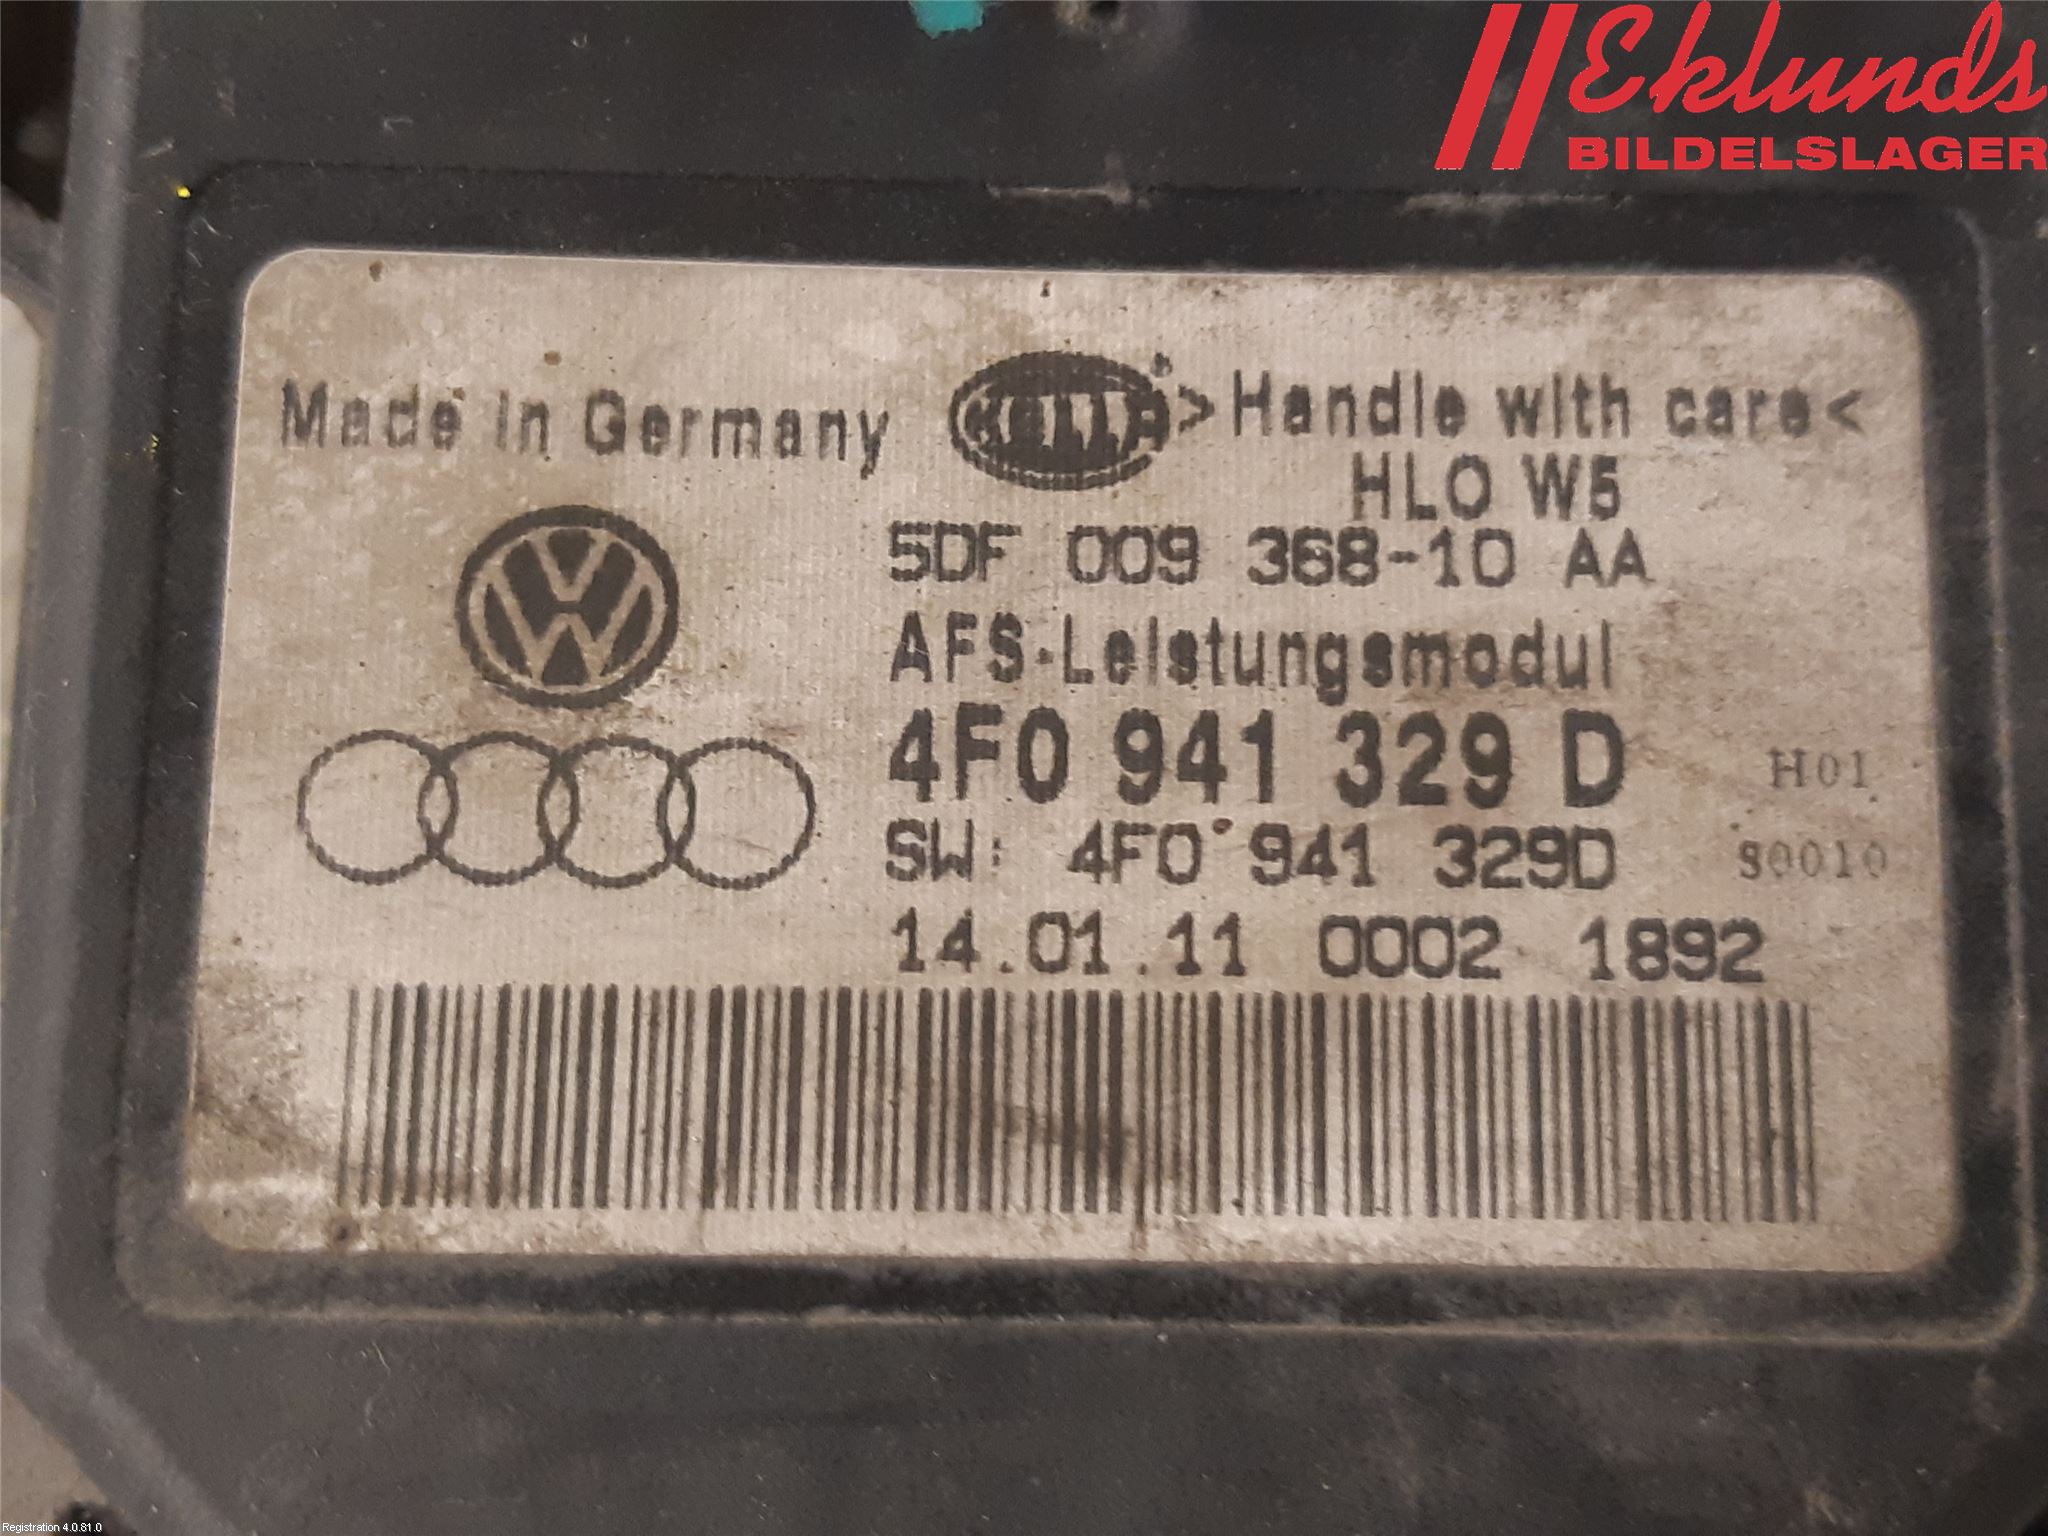 Eklunds
BILDELSLAGER
Made in Germany HELLA >Handle with care<
HLO W5
5DF 009 368-10 AA
AFS-Leistungsmodul
4F0 941 329 D H01
SW: 4F0 941 329D S0010
14.01.11 0002 1892
Registration 4.0.81.0